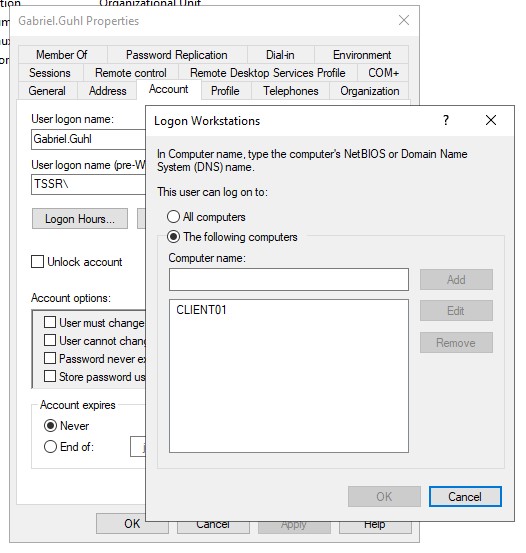 Organizational Unit
Gabriel.Guhl Properties
Member Of Password Replication Dial-in Environment
Sessions Remote control Remote Desktop Services Profile COM+
General Address Account Profile Telephones Organization
User logon name:
Gabriel.Guhl
User logon name (pre-W
TSSR\
Logon Hours...
Unlock account
Account options:
User must change
User cannot chang
Password never ex
Store password us
Account expires
Never
End of:
OK Cancel Apply Help
Logon Workstations ?
In Computer name, type the computer's NetBIOS or Domain Name
System (DNS) name.
This user can log on to:
All computers
The following computers
Computer name:
Add
CLIENT01
Edit
Remove
OK Cancel